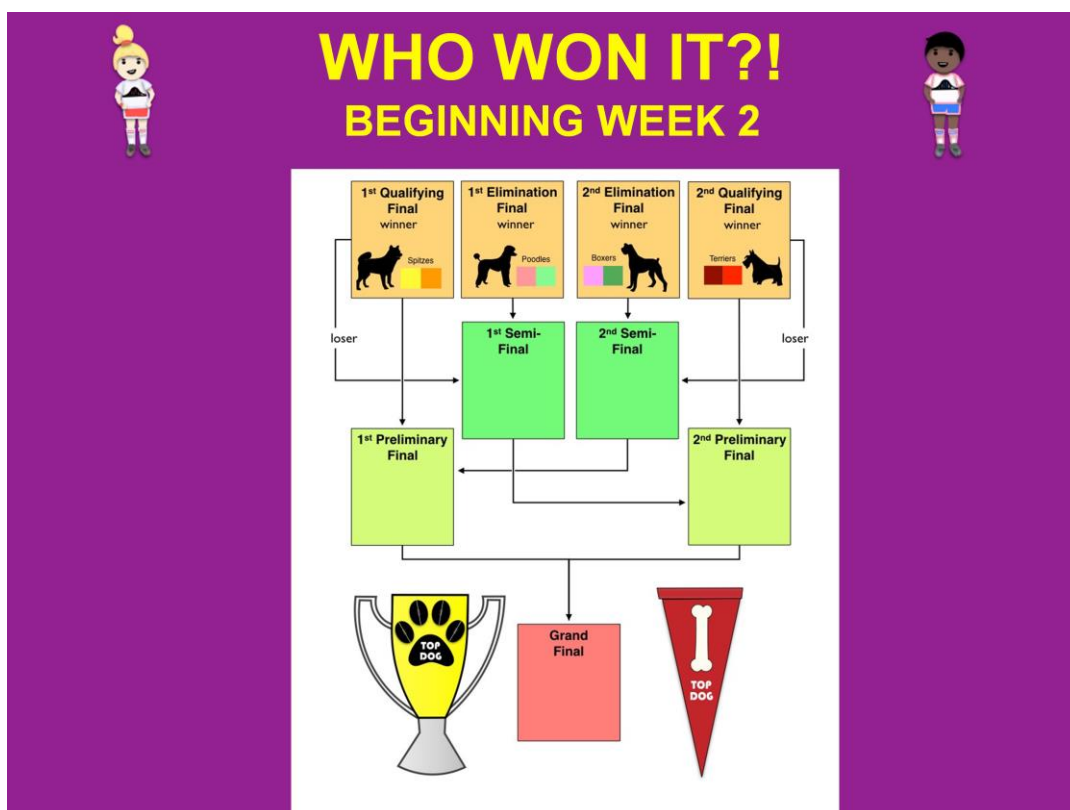 WHO WON IT?!
BEGINNING WEEK 2
1st Qualifying
Final
winner
Spitzes
1st Elimination
Final
winner
Poodles
2nd Elimination
Final
winner
Boxers
2nd Qualifying
Final
winner
Terriers
loser
1st Semi-
Final
2nd Semi-
Final
loser
1st Preliminary
Final
2nd Preliminary
Final
TOP
DOG
Grand
Final
TOP
DOG